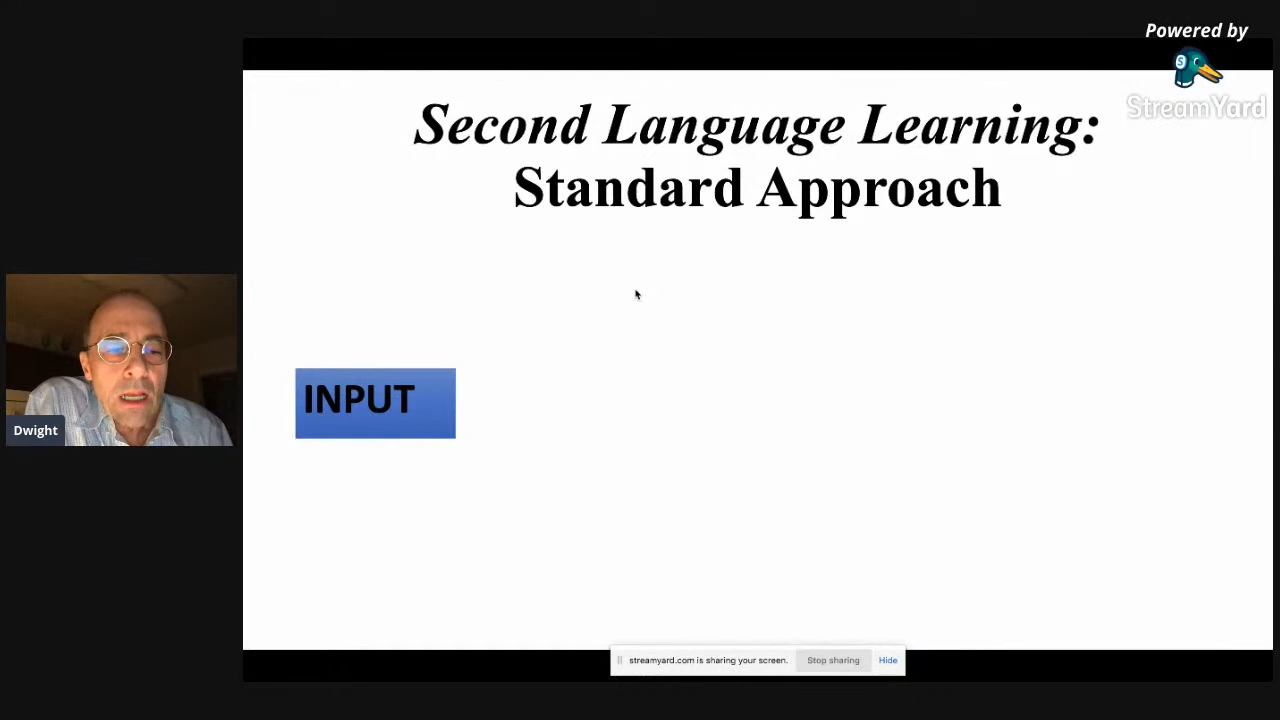 Powered by
StreamYard
Second Language Learning:
Standard Approach
INPUT
Dwight
streamyard.com is sharing your screen. Stop sharing Hide